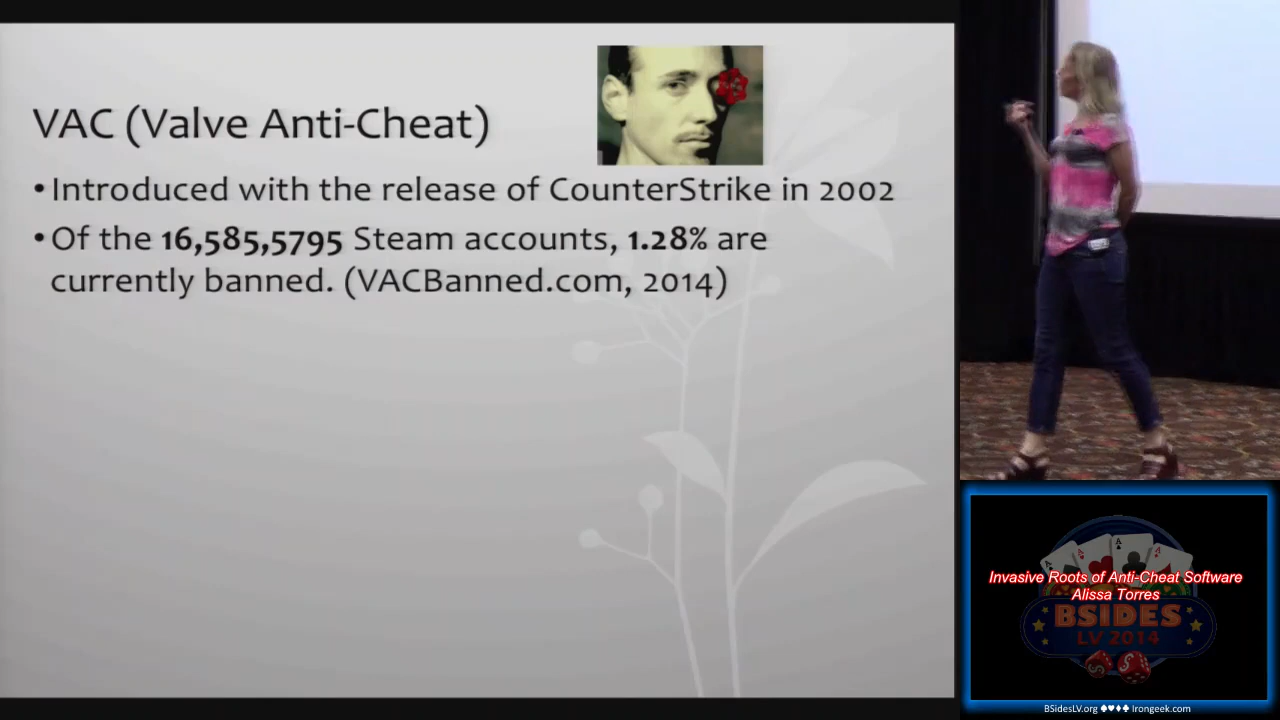 VAC (Valve Anti-Cheat)
• Introduced with the release of CounterStrike in 2002
• Of the 16,585,5795 Steam accounts, 1.28% are
currently banned. (VACBanned.com, 2014)
Invasive Roots of Anti-Cheat Software
Alissa Torres
BSIDES
LV 2014
BSidesLV.org ♠♥♦♣ Irongeek.com